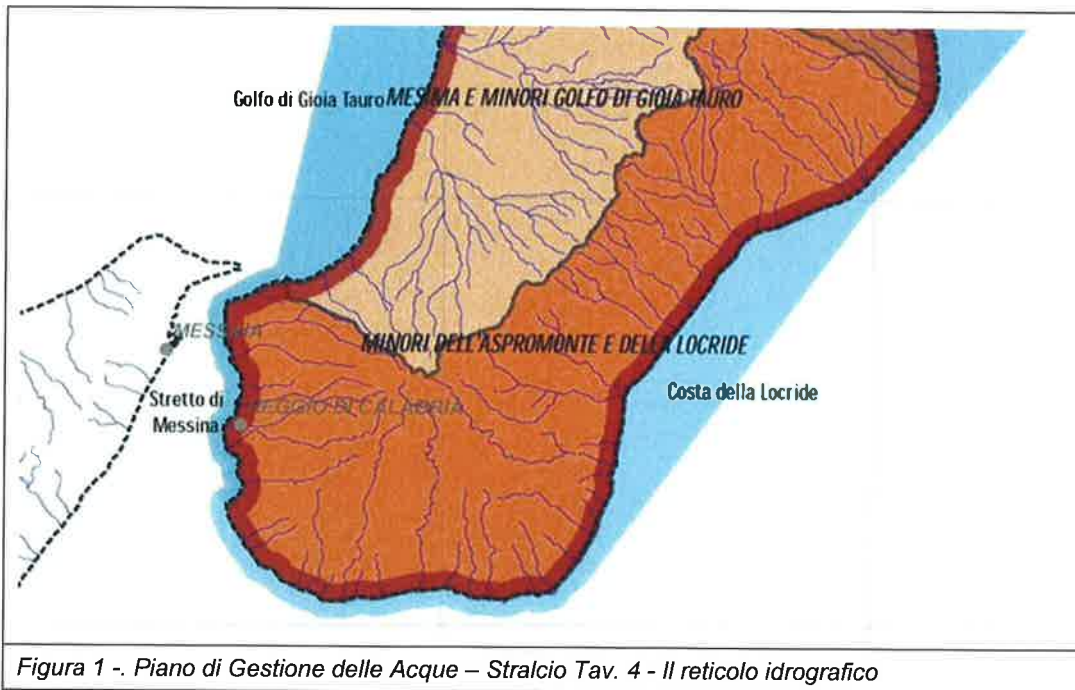 Golfo di Gioia Tauro MESIMA E MINORI GOLFO DI GIOIA TAURO
MESSINA
MINORI DELL'ASPROMONTE E DELLA LOCRIDE
Stretto di
Messina
REGGIO DI CALABRIA
Costa della Locride
Figura 1 -. Piano di Gestione delle Acque – Stralcio Tav. 4 - Il reticolo idrografico